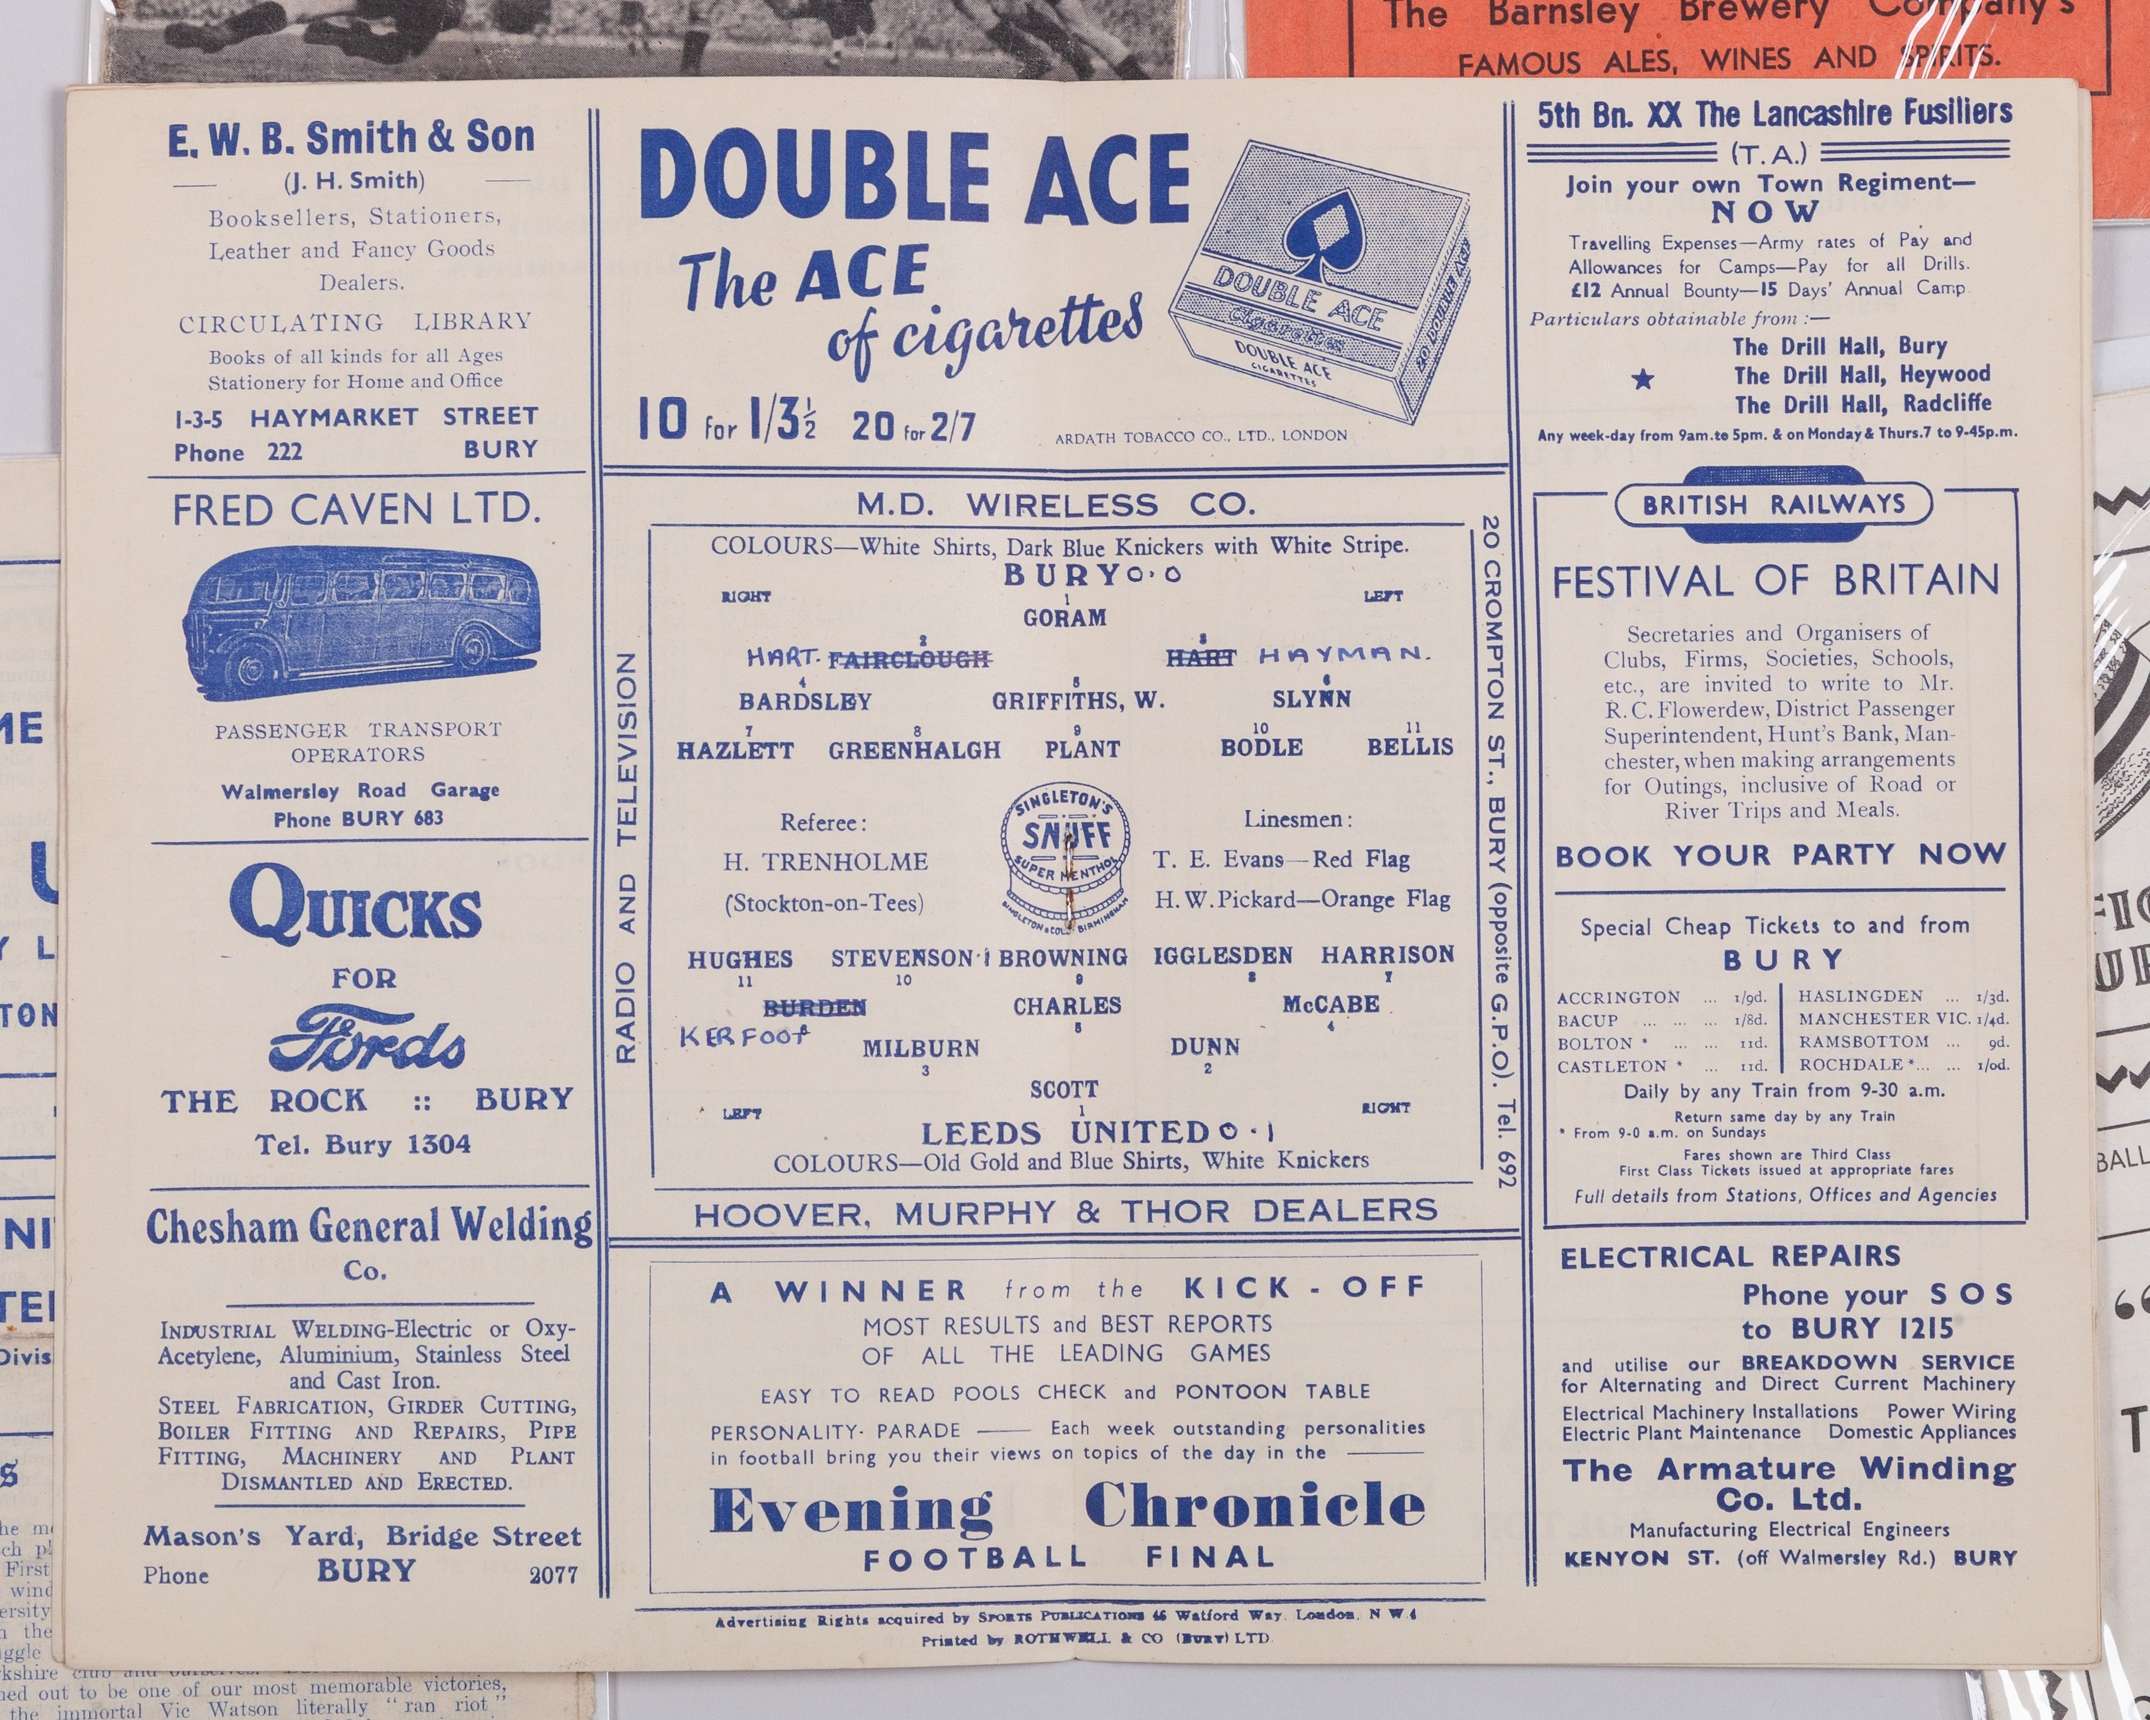 The Barnsley Brewery Company's
FAMOUS ALES, WINES AND SPIRITS.
E. W. B. Smith & Son
(J. H. Smith)
Booksellers, Stationers,
Leather and Fancy Goods
Dealers.
CIRCULATING LIBRARY
Books of all kinds for all Ages
Stationery for Home and Office
1-3-5 HAYMARKET STREET
Phone 222 BURY
FRED CAVEN LTD.
PASSENGER TRANSPORT
OPERATORS
Walmersley Road Garage
Phone BURY 683
QUICKS
FOR
Fords
THE ROCK :: BURY
Tel. Bury 1304
Chesham General Welding
Co.
INDUSTRIAL WELDING-Electric or Oxy-
Acetylene, Aluminium, Stainless Steel
and Cast Iron.
STEEL FABRICATION, GIRDER CUTTING,
BOILER FITTING AND REPAIRS, PIPE
FITTING, MACHINERY AND PLANT
DISMANTLED AND ERECTED.
Mason's Yard, Bridge Street
Phone BURY 2077
DOUBLE ACE
The ACE
of cigarettes
DOUBLE ACE
Cigarettes
DOUBLE ACE
CIGARETTES
20 DOUBLE ACE
10 for 1/3½ 20 for 2/7
ARDATH TOBACCO CO., LTD., LONDON
M.D. WIRELESS CO.
RADIO AND TELEVISION
20 CROMPTON ST., BURY (opposite G.P.O). Tel. 692
COLOURS—White Shirts, Dark Blue Knickers with White Stripe.
BURY 0·0
RIGHT 1 LEFT
GORAM
2 3
HART. FAIRCLOUGH HART HAYMAN.
4 5 6
BARDSLEY GRIFFITHS, W. SLYNN
7 8 9 10 11
HAZLETT GREENHALGH PLANT BODLE BELLIS
Referee:
H. TRENHOLME
(Stockton-on-Tees)
SINGLETON'S
SNUFF
SUPER MENTHOL
SINGLETON & COLE BIRMINGHAM
Linesmen:
T. E. Evans—Red Flag
H.W.Pickard—Orange Flag
HUGHES STEVENSON·1 BROWNING IGGLESDEN HARRISON
11 10 9 8 7
BURDEN CHARLES McCABE
KERFOOT 6 5 4
MILBURN DUNN
3 2
SCOTT
LEFT 1 RIGHT
LEEDS UNITED 0·1
COLOURS—Old Gold and Blue Shirts, White Knickers
HOOVER, MURPHY & THOR DEALERS
A WINNER from the KICK-OFF
MOST RESULTS and BEST REPORTS
OF ALL THE LEADING GAMES
EASY TO READ POOLS CHECK and PONTOON TABLE
PERSONALITY PARADE —— Each week outstanding personalities
in football bring you their views on topics of the day in the ——
Evening Chronicle
FOOTBALL FINAL
Advertising Rights acquired by SPORTS PUBLICATIONS 46 Watford Way, London, N W 4
Printed by ROTHWELL & CO (BURY) LTD
5th Bn. XX The Lancashire Fusiliers
(T.A.)
Join your own Town Regiment—
NOW
Travelling Expenses—Army rates of Pay and
Allowances for Camps—Pay for all Drills.
£12 Annual Bounty—15 Days' Annual Camp
Particulars obtainable from :—
The Drill Hall, Bury
★ The Drill Hall, Heywood
The Drill Hall, Radcliffe
Any week-day from 9am.to 5pm. & on Monday & Thurs.7 to 9-45p.m.
BRITISH RAILWAYS
FESTIVAL OF BRITAIN
Secretaries and Organisers of
Clubs, Firms, Societies, Schools,
etc., are invited to write to Mr.
R. C. Flowerdew, District Passenger
Superintendent, Hunt's Bank, Man-
chester, when making arrangements
for Outings, inclusive of Road or
River Trips and Meals.
BOOK YOUR PARTY NOW
Special Cheap Tickets to and from
BURY
ACCRINGTON ... 1/9d. HASLINGDEN ... 1/3d.
BACUP ... ... ... 1/8d. MANCHESTER VIC. 1/4d.
BOLTON * ... ... 11d. RAMSBOTTOM ... 9d.
CASTLETON * ... 11d. ROCHDALE *... ... 1/0d.
Daily by any Train from 9-30 a.m.
Return same day by any Train
* From 9-0 a.m. on Sundays
Fares shown are Third Class
First Class Tickets issued at appropriate fares
Full details from Stations, Offices and Agencies
ELECTRICAL REPAIRS
Phone your SOS
to BURY 1215
and utilise our BREAKDOWN SERVICE
for Alternating and Direct Current Machinery
Electrical Machinery Installations Power Wiring
Electric Plant Maintenance Domestic Appliances
The Armature Winding
Co. Ltd.
Manufacturing Electrical Engineers
KENYON ST. (off Walmersley Rd.) BURY
ned out to be one of our most memorable victories,
the immortal Vic Watson literally "ran riot"